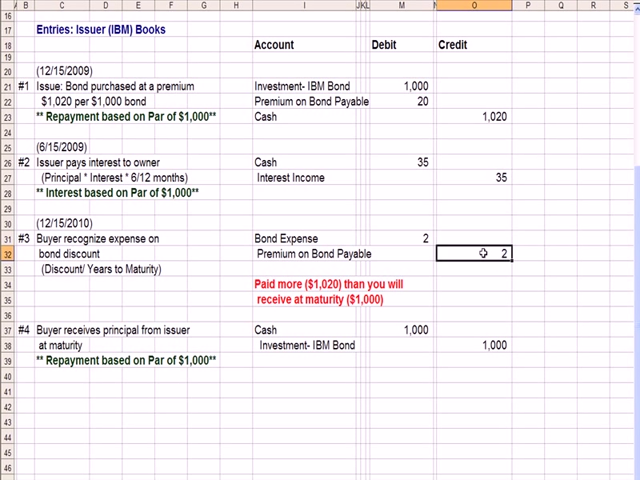 B C D E F G H I J K L M N O P Q R S
16
17 Entries: Issuer (IBM) Books
18 Account Debit Credit
19
20 (12/15/2009)
21 #1 Issue: Bond purchased at a premium Investment- IBM Bond 1,000
22 $1,020 per $1,000 bond Premium on Bond Payable 20
23 ** Repayment based on Par of $1,000** Cash 1,020
24
25 (6/15/2009)
26 #2 Issuer pays interest to owner Cash 35
27 (Principal * Interest * 6/12 months) Interest Income 35
28 ** Interest based on Par of $1,000**
29
30 (12/15/2010)
31 #3 Buyer recognize expense on Bond Expense 2
32 bond discount Premium on Bond Payable 2
33 (Discount/ Years to Maturity)
34 Paid more ($1,020) than you will
35 receive at maturity ($1,000)
36
37 #4 Buyer receives principal from issuer Cash 1,000
38 at maturity Investment- IBM Bond 1,000
39 ** Repayment based on Par of $1,000**
40
41
42
43
44
45
46